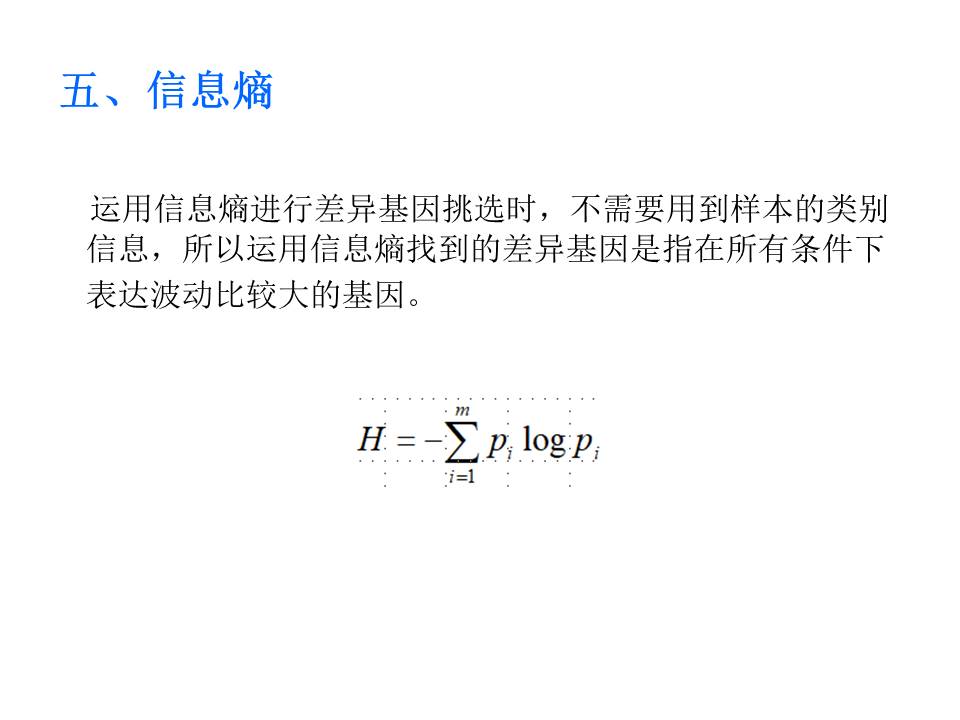 五、信息熵
运用信息熵进行差异基因挑选时，不需要用到样本的类别
信息，所以运用信息熵找到的差异基因是指在所有条件下
表达波动比较大的基因。
H = −∑_{i=1}^{m} p_i log p_i